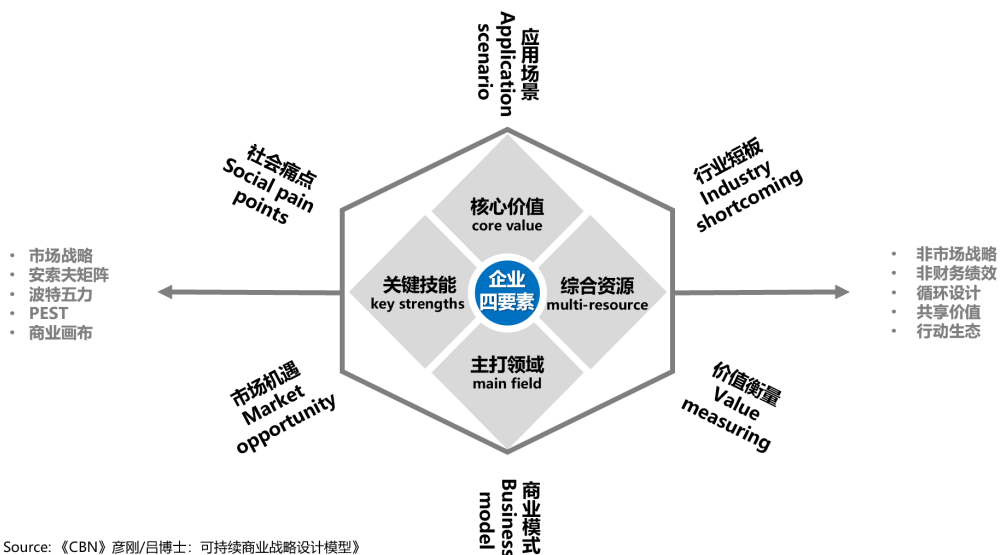 应用场景
Application
scenario
社会痛点
Social pain
points
行业短板
Industry
shortcoming
核心价值
core value
• 市场战略
• 安索夫矩阵
• 波特五力
• PEST
• 商业画布
关键技能
key strengths
企业
四要素
综合资源
multi-resource
• 非市场战略
• 非财务绩效
• 循环设计
• 共享价值
• 行动生态
主打领域
main field
市场机遇
Market
opportunity
价值衡量
Value
measuring
商业模式
Business
model
Source: 《CBN》彦刚/吕博士：可持续商业战略设计模型》